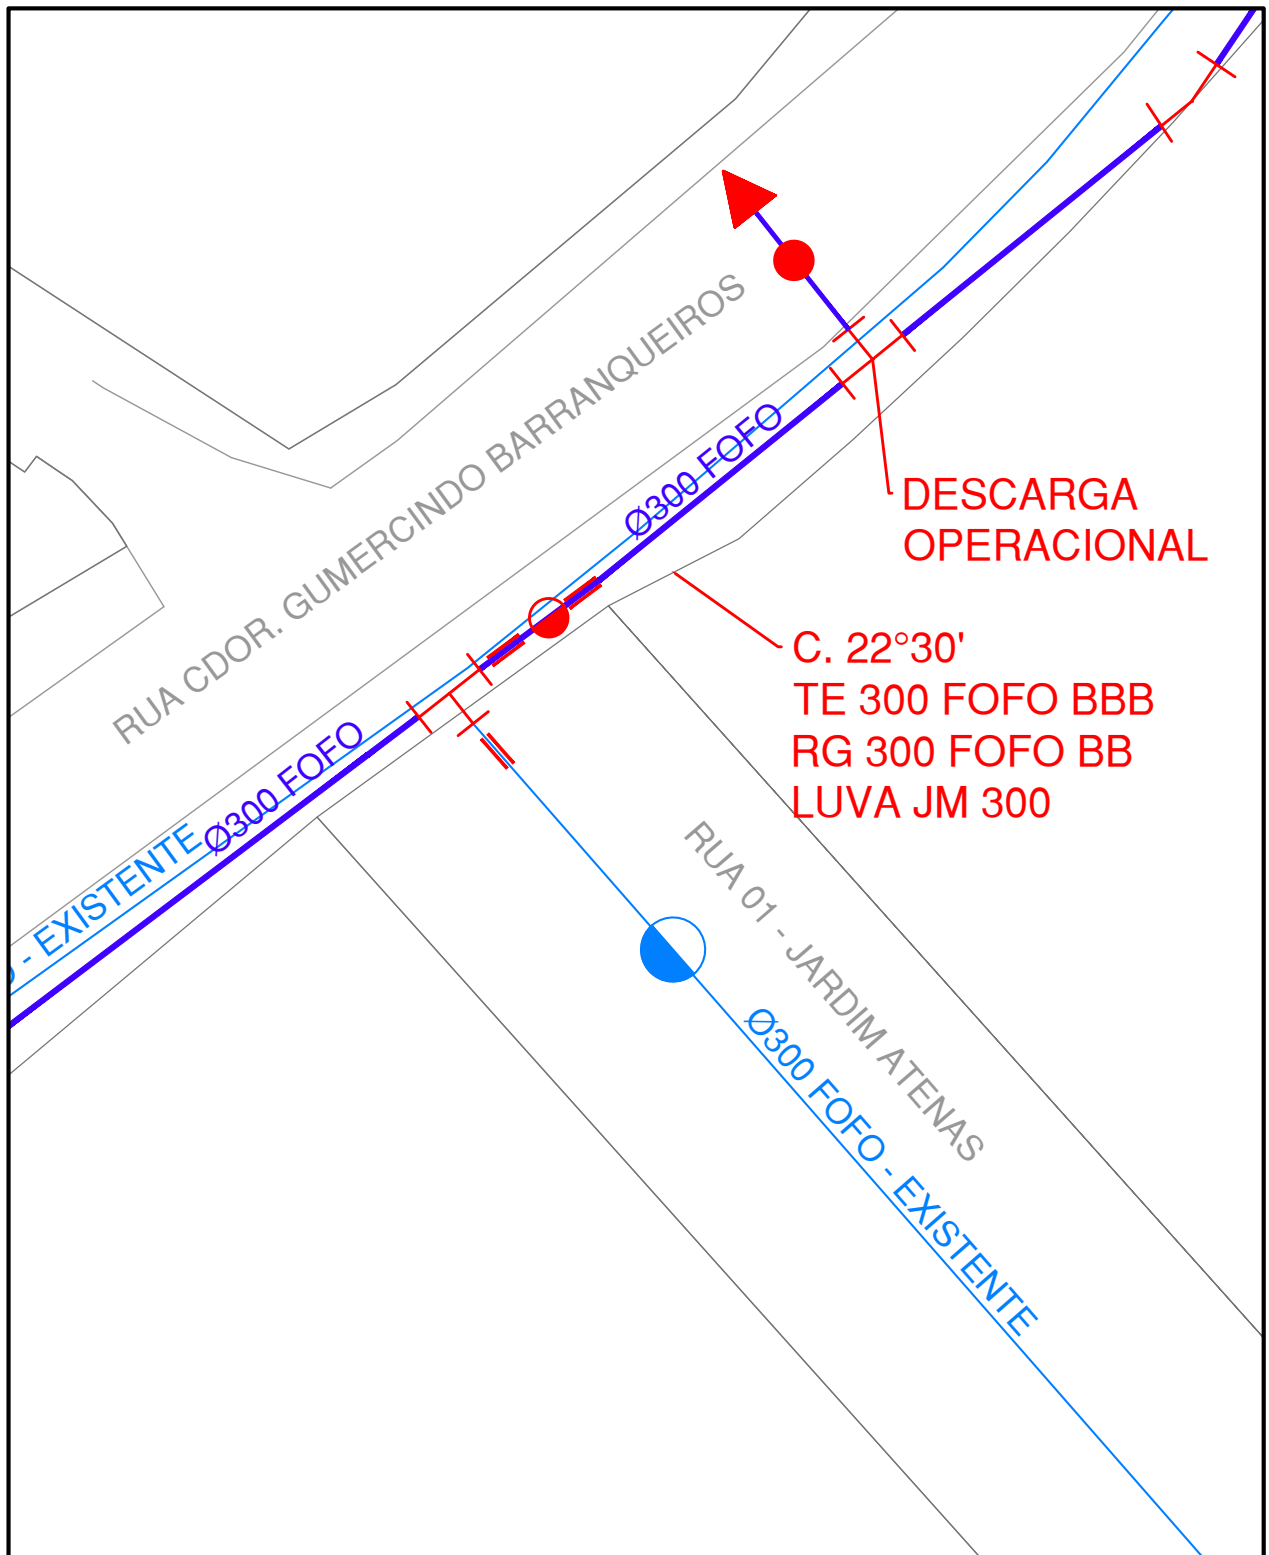 RUA CDOR. GUMERCINDO BARRANQUEIROS
Ø300 FOFO
DESCARGA
OPERACIONAL
C. 22°30'
TE 300 FOFO BBB
RG 300 FOFO BB
LUVA JM 300
Ø300 FOFO
- EXISTENTE
RUA 01 - JARDIM ATENAS
Ø300 FOFO - EXISTENTE